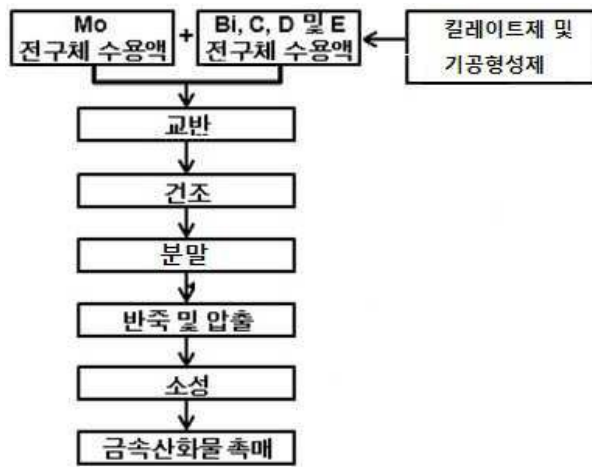 Mo
전구체 수용액
+
Bi, C, D 및 E
전구체 수용액
킬레이트제 및
기공형성제
교반
건조
분말
반죽 및 압출
소성
금속산화물 촉매